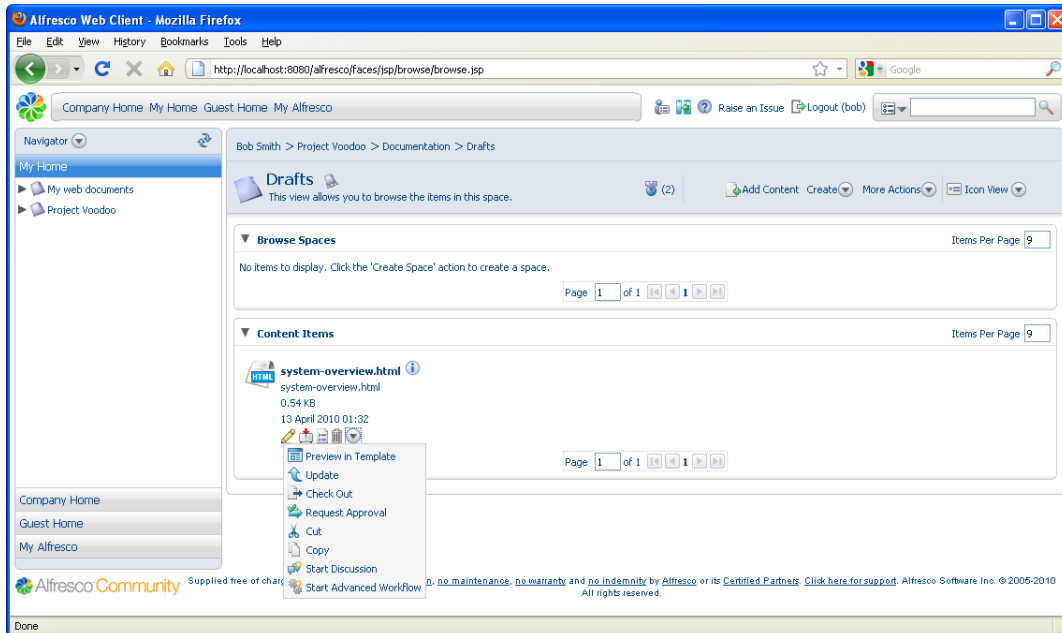 Alfresco Web Client - Mozilla Firefox
File Edit View History Bookmarks Tools Help
http://localhost:8080/alfresco/faces/jsp/browse/browse.jsp Google
Company Home My Home Guest Home My Alfresco Raise an Issue Logout (bob)
Navigator
My Home
My web documents
Project Voodoo
Bob Smith > Project Voodoo > Documentation > Drafts
Drafts
This view allows you to browse the items in this space.
(2) Add Content Create More Actions Icon View
Browse Spaces Items Per Page 9
No items to display. Click the 'Create Space' action to create a space.
Page 1 of 1 1
Content Items Items Per Page 9
HTML
system-overview.html
system-overview.html
0.54 KB
13 April 2010 01:32
Preview in Template
Update
Check Out
Request Approval
Cut
Copy
Start Discussion
Start Advanced Workflow
Page 1 of 1 1
Company Home
Guest Home
My Alfresco
Alfresco Community Supplied free of no maintenance, no warranty and no indemnity by Alfresco or its Certified Partners. Click here for support. Alfresco Software Inc. © 2005-2010
All rights reserved.
Done